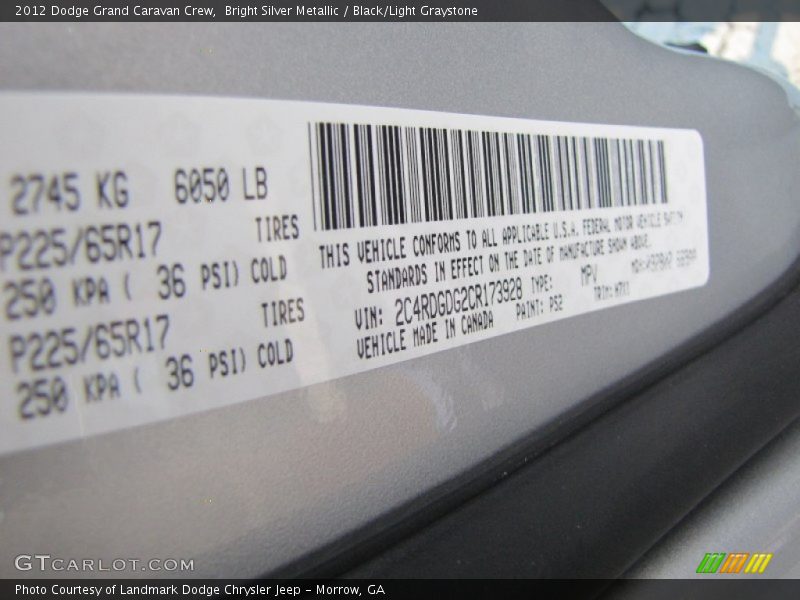 2012 Dodge Grand Caravan Crew,  Bright Silver Metallic / Black/Light Graystone
2745 KG 6050 LB
P225/65R17 TIRES
250 KPA ( 36 PSI) COLD
P225/65R17 TIRES
250 KPA ( 36 PSI) COLD
THIS VEHICLE CONFORMS TO ALL APPLICABLE U.S.A. FEDERAL MOTOR VEHICLE SAFETY
STANDARDS IN EFFECT ON THE DATE OF MANUFACTURE SHOWN ABOVE.
VIN: 2C4RDGDG2CR173928 TYPE: MPV
VEHICLE MADE IN CANADA PAINT: PS2 TRIM:
GTCARLOT.COM
Photo Courtesy of Landmark Dodge Chrysler Jeep - Morrow, GA